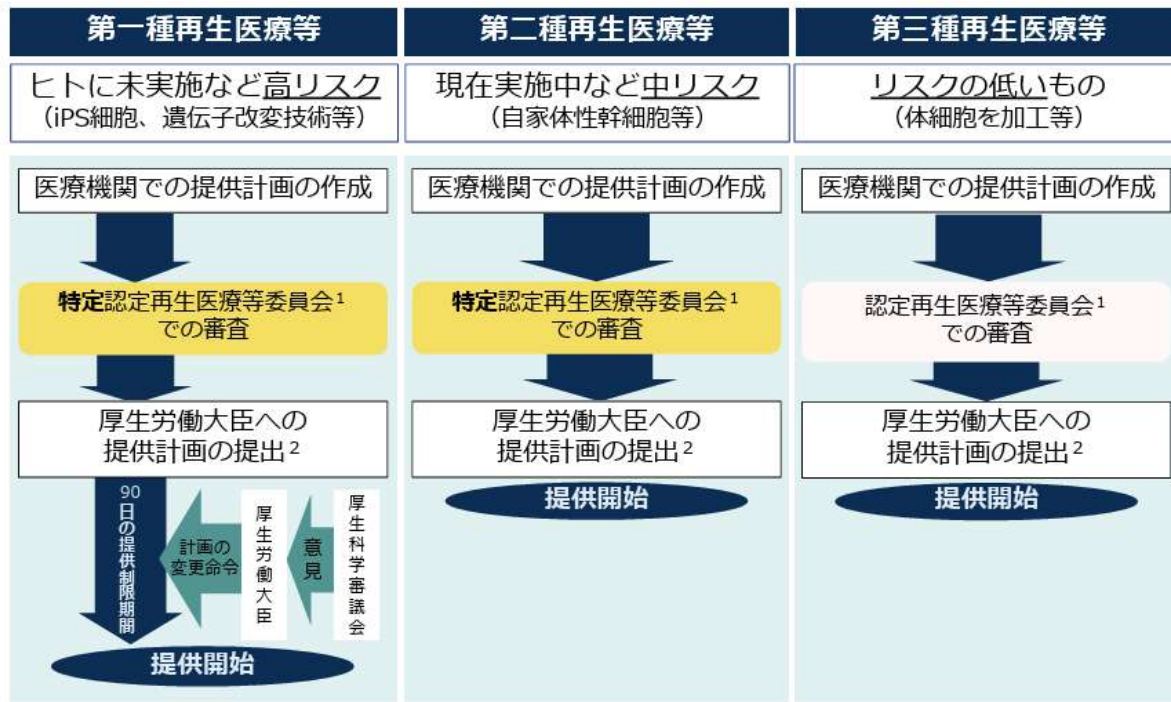 第一種再生医療等
ヒトに未実施など高リスク
（iPS細胞、遺伝子改変技術等）
医療機関での提供計画の作成
特定認定再生医療等委員会1
での審査
厚生労働大臣への
提供計画の提出2
90日の提供制限期間
計画の
変更命令
厚生労働大臣
意見
厚生科学審議会
提供開始
第二種再生医療等
現在実施中など中リスク
（自家体性幹細胞等）
医療機関での提供計画の作成
特定認定再生医療等委員会1
での審査
厚生労働大臣への
提供計画の提出2
提供開始
第三種再生医療等
リスクの低いもの
（体細胞を加工等）
医療機関での提供計画の作成
認定再生医療等委員会1
での審査
厚生労働大臣への
提供計画の提出2
提供開始